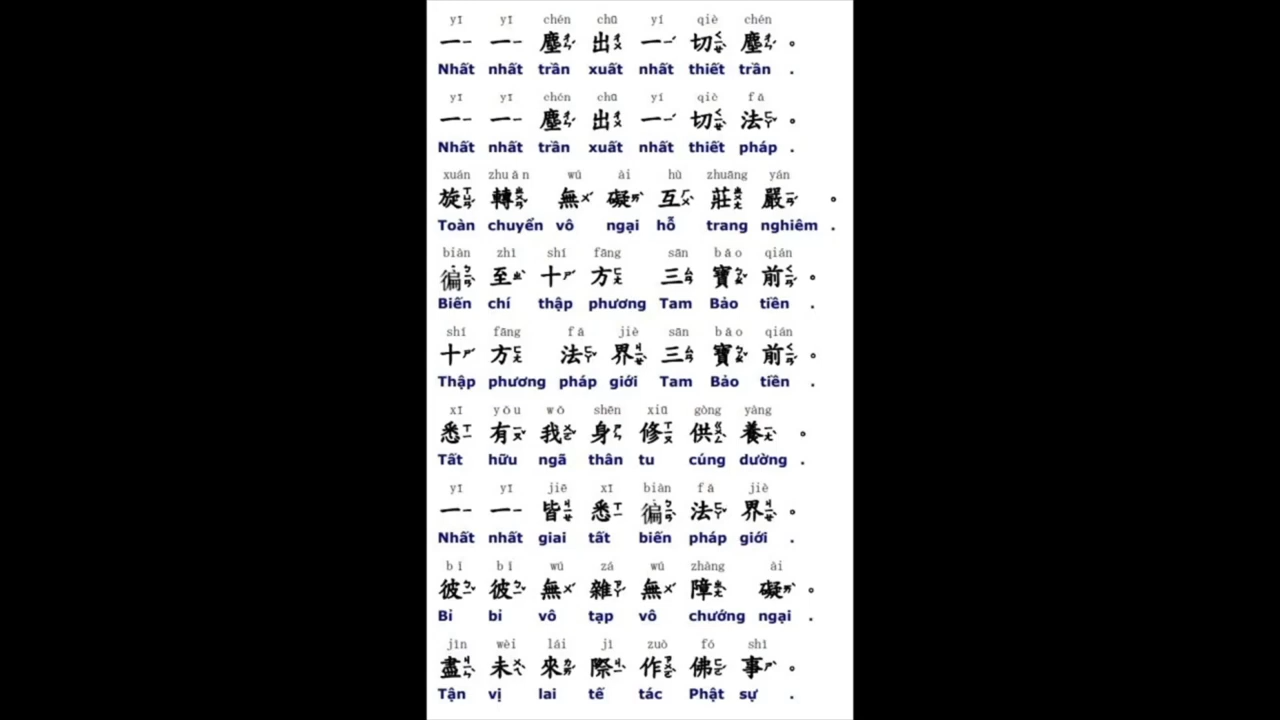 yī yī chén chū yí qiè chén
一一塵出一切塵。
Nhất nhất trần xuất nhất thiết trần .
yī yī chén chū yí qiè fǎ
一一塵出一切法。
Nhất nhất trần xuất nhất thiết pháp .
xuán zhuǎn wú ài hù zhuāng yán
旋轉無礙互莊嚴。
Toàn chuyển vô ngại hỗ trang nghiêm .
biàn zhì shí fāng sān bǎo qián
徧至十方三寶前。
Biến chí thập phương Tam Bảo tiền .
shí fāng fǎ jiè sān bǎo qián
十方法界三寶前。
Thập phương pháp giới Tam Bảo tiền .
xī yǒu wǒ shēn xiū gòng yàng
悉有我身修供養。
Tất hữu ngã thân tu cúng dường .
yī yī jiē xī biàn fǎ jiè
一一皆悉徧法界。
Nhất nhất giai tất biến pháp giới .
bǐ bǐ wú zá wú zhàng ài
彼彼無雜無障礙。
Bỉ bỉ vô tạp vô chướng ngại .
jìn wèi lái jì zuò fó shì
盡未來際作佛事。
Tận vị lai tế tác Phật sự .